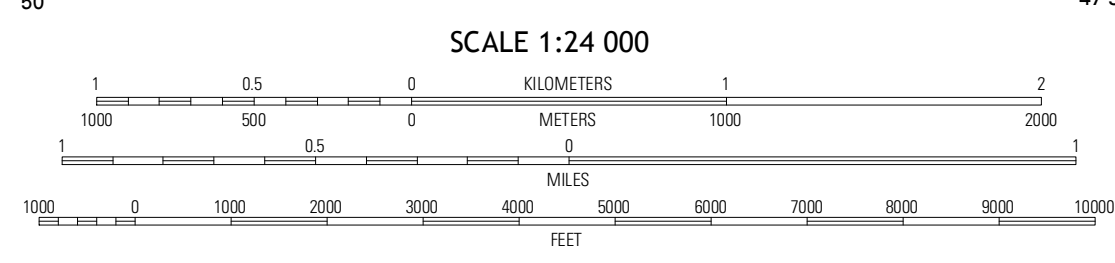 50 47'3
SCALE 1:24 000
1 0.5 0 KILOMETERS 1 2
1000 500 0 METERS 1000 2000
1 0.5 0 1
MILES
1000 0 1000 2000 3000 4000 5000 6000 7000 8000 9000 10000
FEET